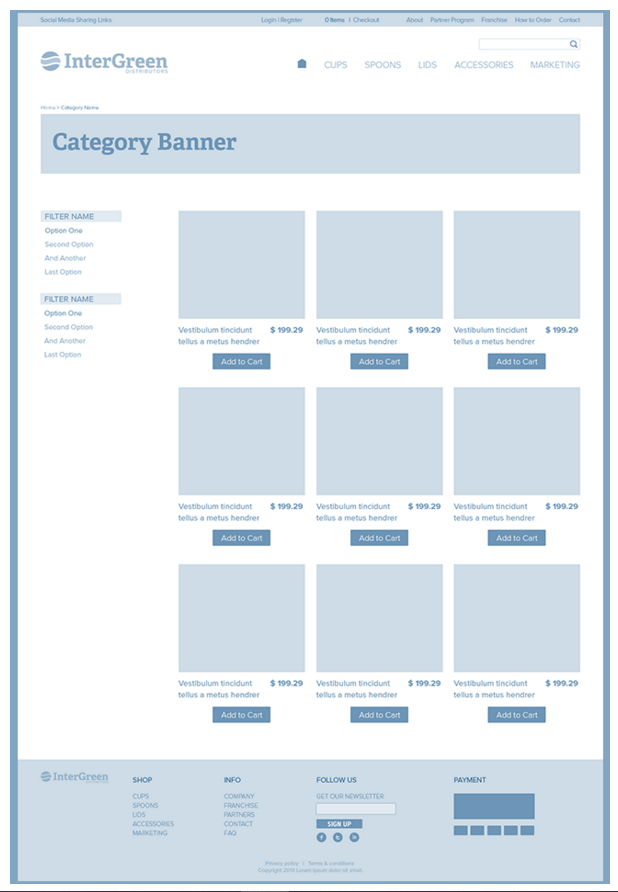 Social Media Sharing Links
Login / Register
0 Items | Checkout
About Partner Program Franchise How to Order Contact
InterGreen
DISTRIBUTORS
CUPS SPOONS LIDS ACCESSORIES MARKETING
Home > Category Name
Category Banner
FILTER NAME
Option One
Second Option
And Another
Last Option
FILTER NAME
Option One
Second Option
And Another
Last Option
Vestibulum tincidunt $ 199.29
tellus a metus hendrer
Add to Cart
Vestibulum tincidunt $ 199.29
tellus a metus hendrer
Add to Cart
Vestibulum tincidunt $ 199.29
tellus a metus hendrer
Add to Cart
Vestibulum tincidunt $ 199.29
tellus a metus hendrer
Add to Cart
Vestibulum tincidunt $ 199.29
tellus a metus hendrer
Add to Cart
Vestibulum tincidunt $ 199.29
tellus a metus hendrer
Add to Cart
Vestibulum tincidunt $ 199.29
tellus a metus hendrer
Add to Cart
Vestibulum tincidunt $ 199.29
tellus a metus hendrer
Add to Cart
Vestibulum tincidunt $ 199.29
tellus a metus hendrer
Add to Cart
InterGreen
SHOP
CUPS
SPOONS
LIDS
ACCESSORIES
MARKETING
INFO
COMPANY
FRANCHISE
PARTNERS
CONTACT
FAQ
FOLLOW US
GET OUR NEWSLETTER
SIGN UP
PAYMENT
Privacy policy | Terms & conditions
Copyright 2013 Lorem ipsum dolor sit amet.